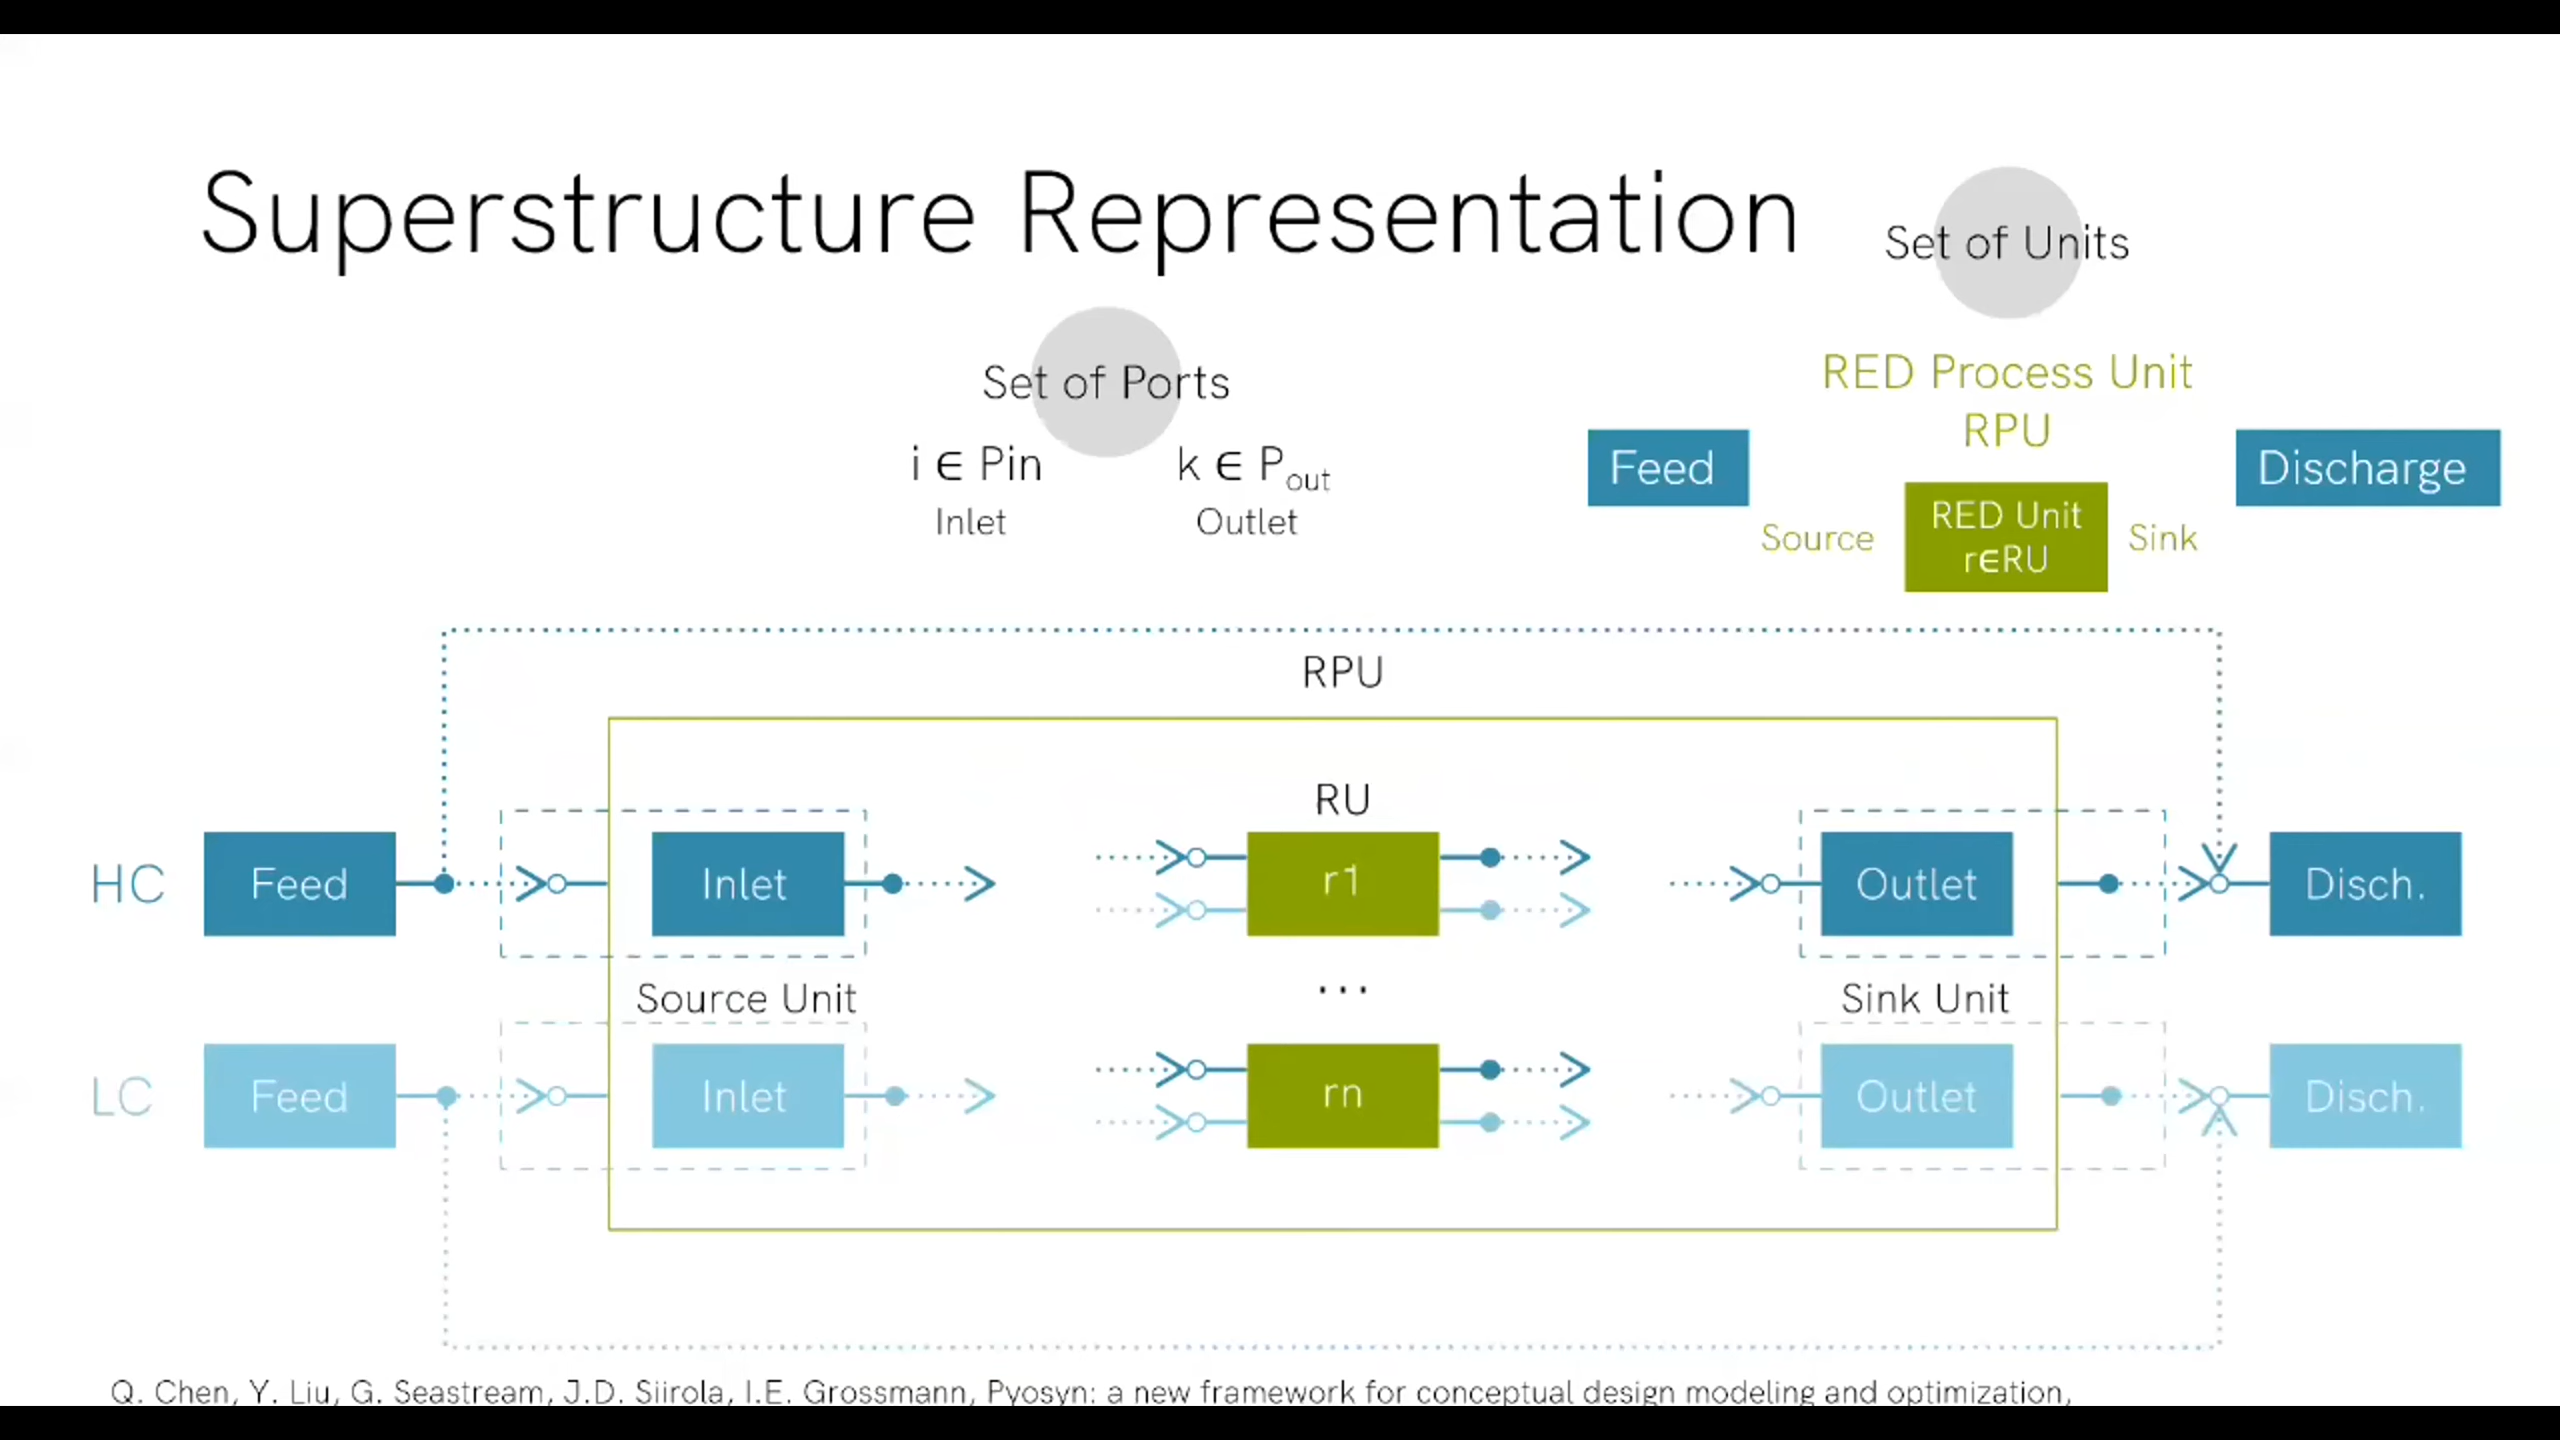 Superstructure Representation
Set of Units
Set of Ports
i ∈ Pin
k ∈ Pout
Inlet
Outlet
RED Process Unit
RPU
Feed
Discharge
Source
RED Unit
r∈RU
Sink
RPU
RU
HC
Feed
Inlet
r1
Outlet
Disch.
Source Unit
...
Sink Unit
LC
Feed
Inlet
rn
Outlet
Disch.
Q. Chen, Y. Liu, G. Seastream, J.D. Siirola, I.E. Grossmann, Pyosyn: a new framework for conceptual design modeling and optimization,